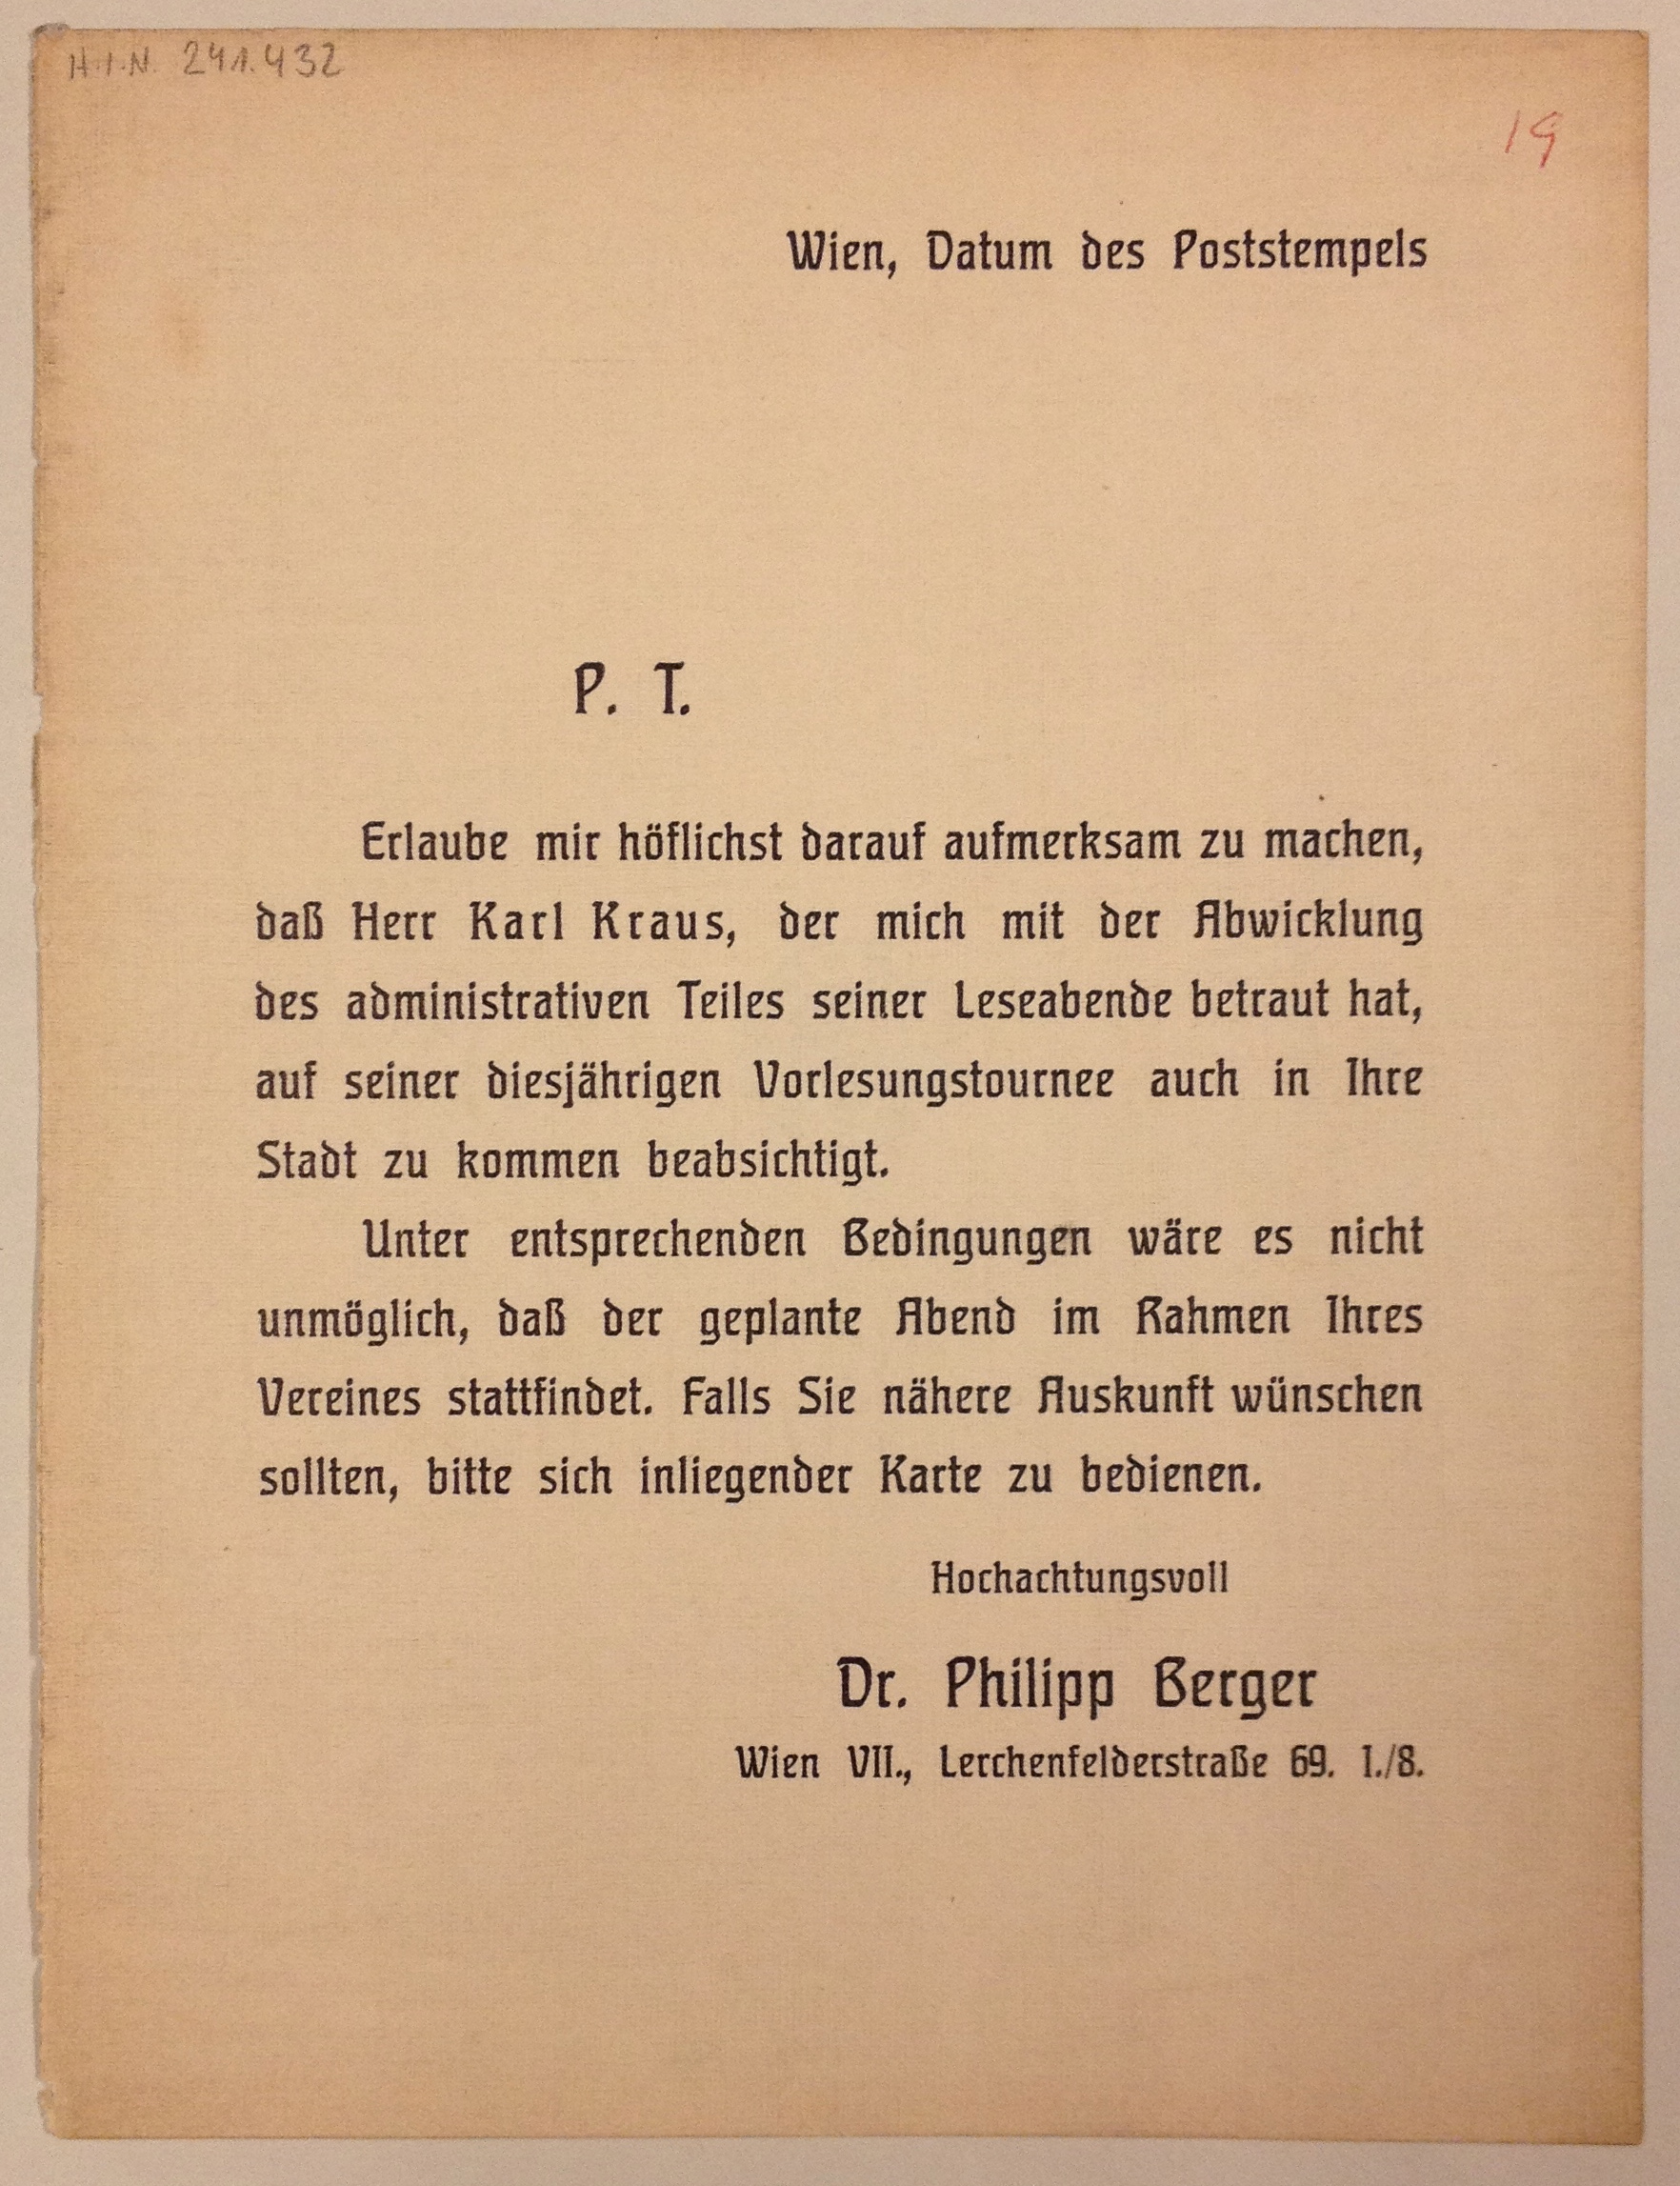 H.I.N. 241.432
19
Wien, Datum des Poststempels
P. T.
Erlaube mir höflichst darauf aufmerksam zu machen,
daß Herr Karl Kraus, der mich mit der Abwicklung
des administrativen Teiles seiner Leseabende betraut hat,
auf seiner diesjährigen Vorlesungstournee auch in Ihre
Stadt zu kommen beabsichtigt.
Unter entsprechenden Bedingungen wäre es nicht
unmöglich, daß der geplante Abend im Rahmen Ihres
Vereines stattfindet. Falls Sie nähere Auskunft wünschen
sollten, bitte sich inliegender Karte zu bedienen.
Hochachtungsvoll
Dr. Philipp Berger
Wien VII., Lerchenfelderstraße 69. I./8.